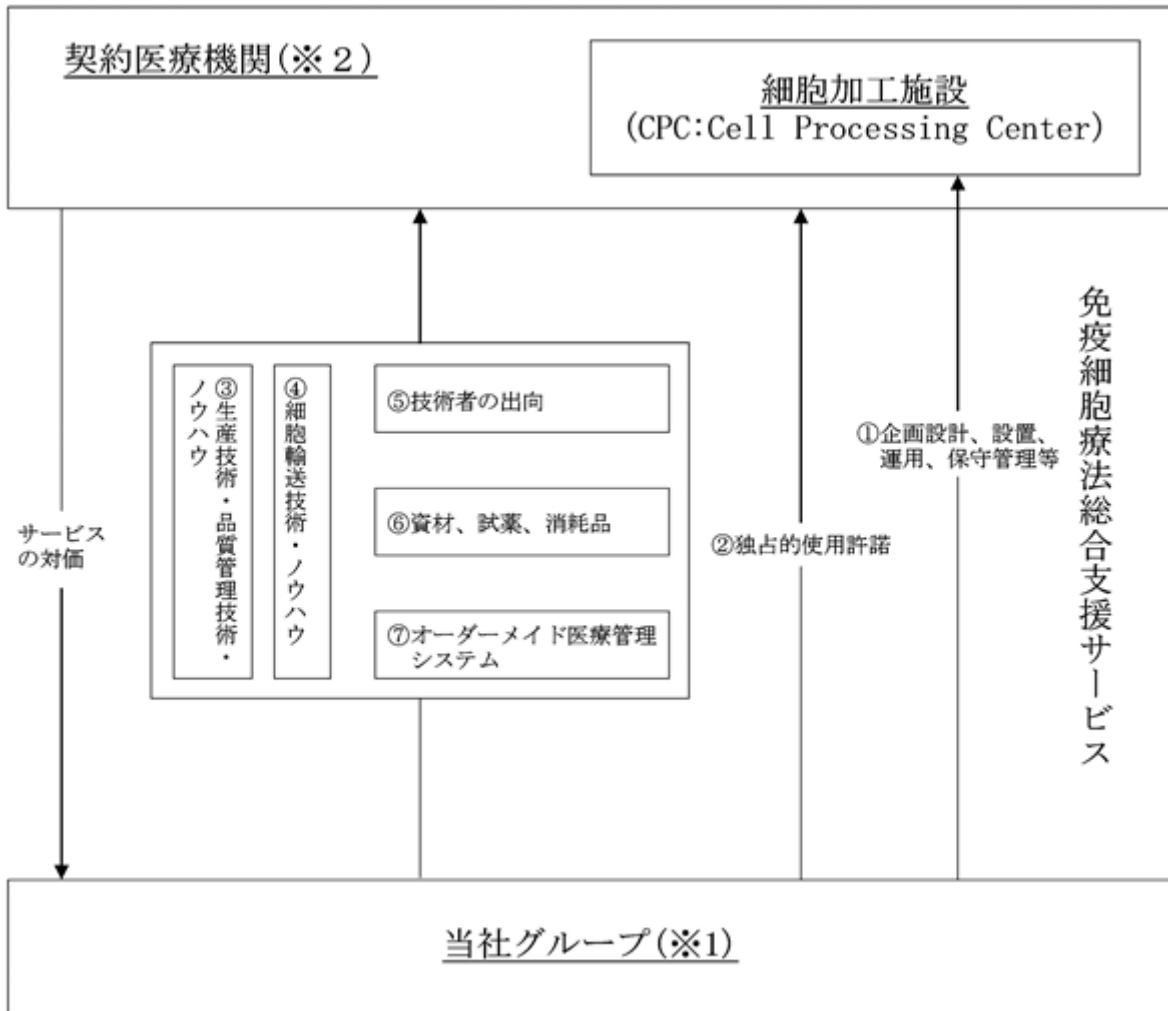 契約医療機関(※２)
細胞加工施設
(CPC:Cell Processing Center)
免疫細胞療法総合支援サービス
①企画設計、設置、
運用、保守管理等
②独占的使用許諾
③生産技術・品質管理技術・
ノウハウ
④細胞輸送技術・ノウハウ
⑤技術者の出向
⑥資材、試薬、消耗品
⑦オーダーメイド医療管理
システム
サービス
の対価
当社グループ(※1)